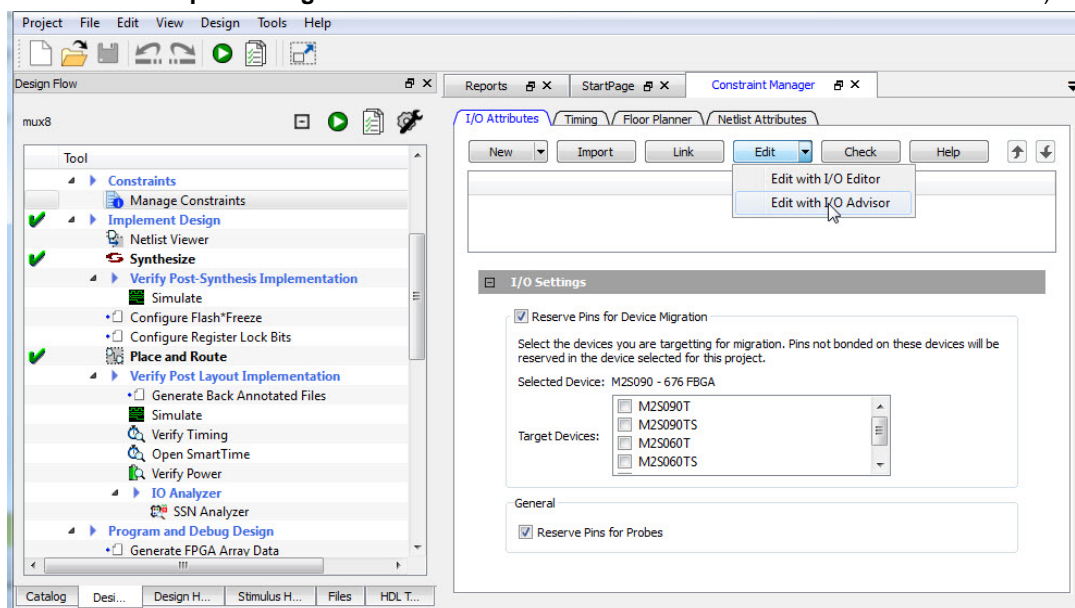 Project File Edit View Design Tools Help
Design Flow
Reports StartPage Constraint Manager
mux8
I/O Attributes Timing Floor Planner Netlist Attributes
New Import Link Edit Check Help
Edit with I/O Editor
Edit with I/O Advisor
Tool
Constraints
Manage Constraints
Implement Design
Netlist Viewer
Synthesize
Verify Post-Synthesis Implementation
Simulate
Configure Flash*Freeze
Configure Register Lock Bits
Place and Route
Verify Post Layout Implementation
Generate Back Annotated Files
Simulate
Verify Timing
Open SmartTime
Verify Power
IO Analyzer
SSN Analyzer
Program and Debug Design
Generate FPGA Array Data
I/O Settings
Reserve Pins for Device Migration
Select the devices you are targetting for migration. Pins not bonded on these devices will be
reserved in the device selected for this project.
Selected Device: M2S090 - 676 FBGA
Target Devices:
M2S090T
M2S090TS
M2S060T
M2S060TS
General
Reserve Pins for Probes
Catalog Desi... Design H... Stimulus H... Files HDL T...